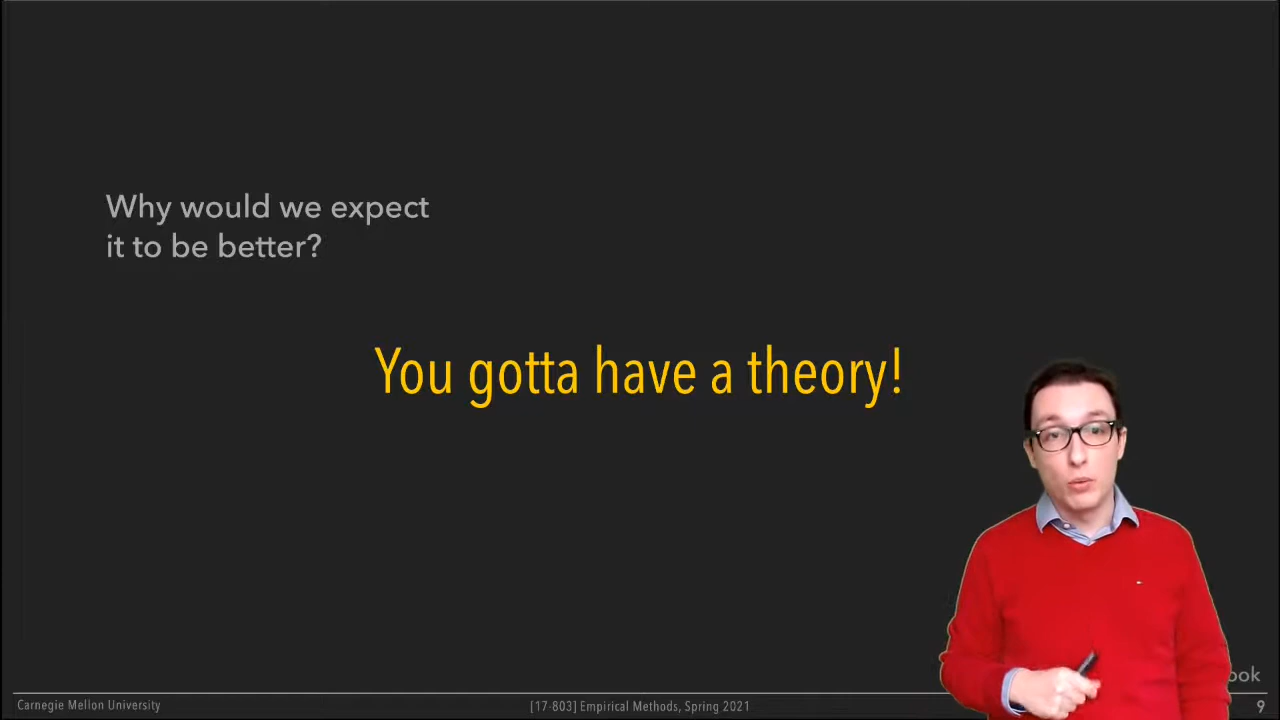 Why would we expect
it to be better?
You gotta have a theory!
Carnegie Mellon University
[17-803] Empirical Methods, Spring 2021
9